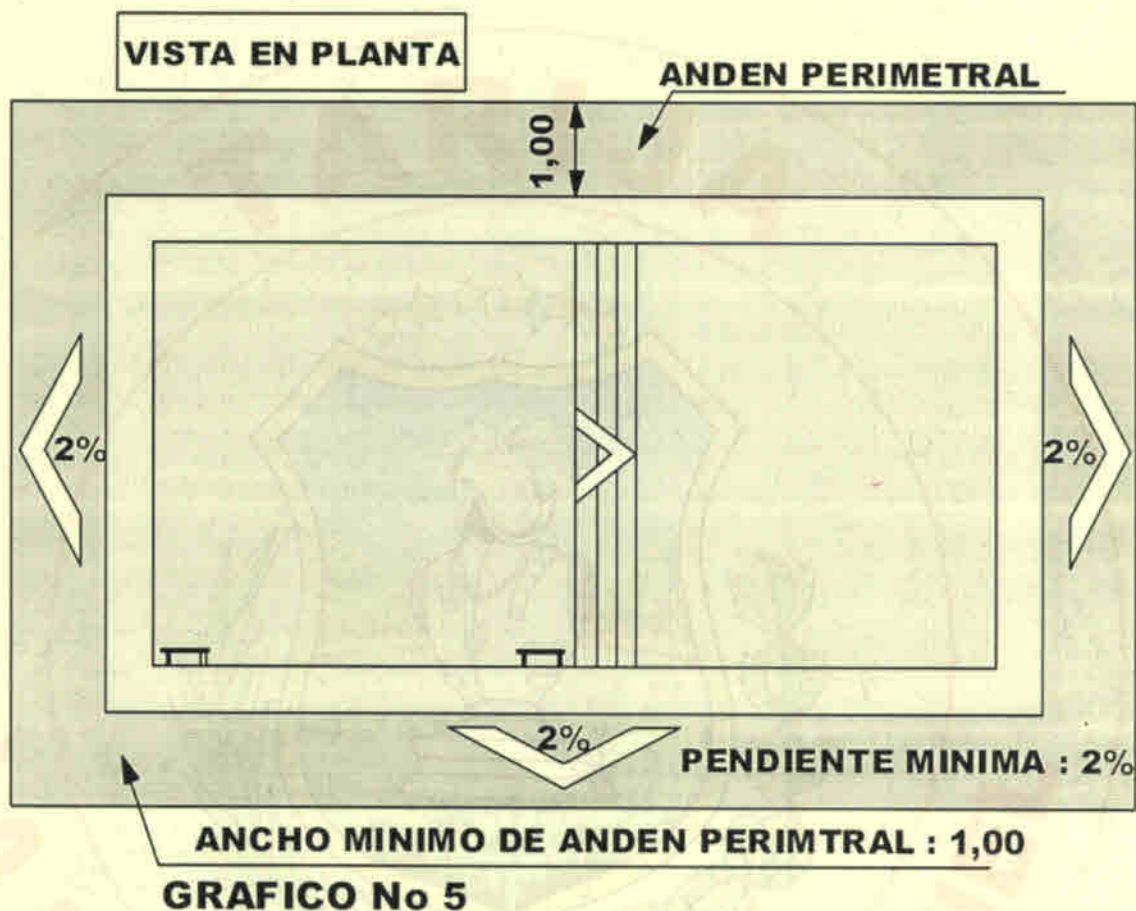 VISTA EN PLANTA
ANDEN PERIMETRAL
1,00
2%
2%
2%
PENDIENTE MINIMA : 2%
ANCHO MINIMO DE ANDEN PERIMTRAL : 1,00
GRAFICO No 5